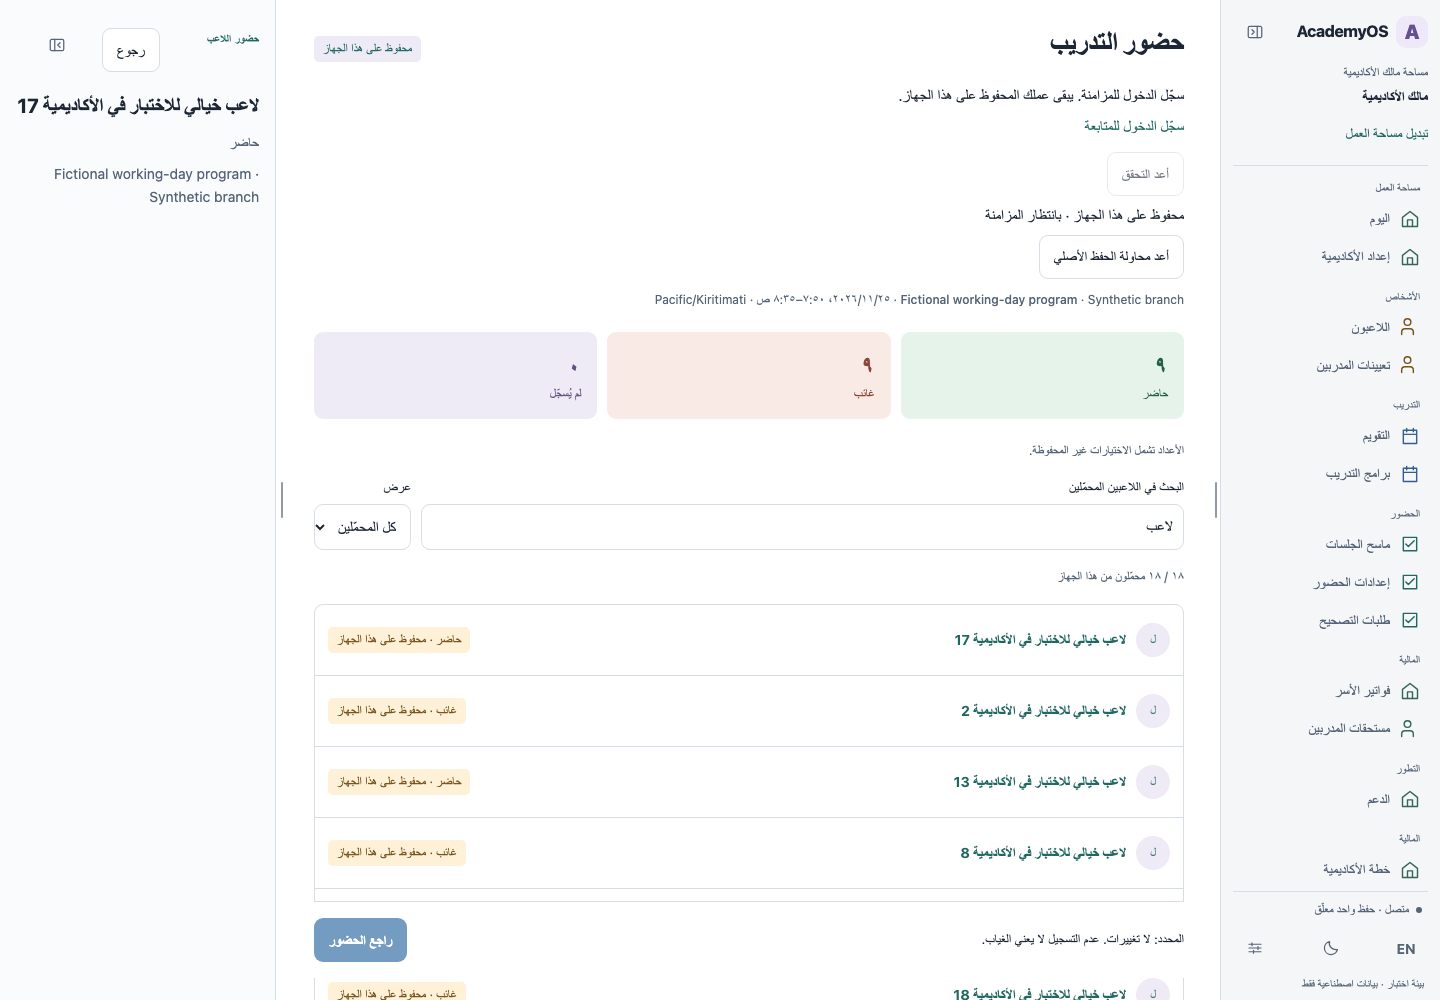 A
AcademyOS
مساحة مالك الأكاديمية
مالك الأكاديمية
تبديل مساحة العمل
مساحة العمل
اليوم
إعداد الأكاديمية
الأشخاص
اللاعبون
تعيينات المدربين
التدريب
التقويم
برامج التدريب
الحضور
ماسح الجلسات
إعدادات الحضور
طلبات التصحيح
المالية
فواتير الأسر
مستحقات المدربين
التطور
الدعم
المالية
خطة الأكاديمية
متصل · حفظ واحد معلّق
EN
بيئة اختبار · بيانات اصطناعية فقط
حضور التدريب
محفوظ على هذا الجهاز
سجّل الدخول للمزامنة. يبقى عملك المحفوظ على هذا الجهاز.
سجّل الدخول للمتابعة
أعد التحقق
محفوظ على هذا الجهاز · بانتظار المزامنة
أعد محاولة الحفظ الأصلي
Pacific/Kiritimati · ٢٠٢٦/١١/٢٥، ٧:٥٠–٨:٣٥ ص · Fictional working-day program · Synthetic branch
٩
حاضر
٩
غائب
٠
لم يُسجّل
الأعداد تشمل الاختيارات غير المحفوظة.
البحث في اللاعبين المحمّلين
عرض
لاعب
كل المحمّلين
١٨ / ١٨ محمّلون من هذا الجهاز
ل
لاعب خيالي للاختبار في الأكاديمية 17
حاضر · محفوظ على هذا الجهاز
ل
لاعب خيالي للاختبار في الأكاديمية 2
غائب · محفوظ على هذا الجهاز
ل
لاعب خيالي للاختبار في الأكاديمية 13
حاضر · محفوظ على هذا الجهاز
ل
لاعب خيالي للاختبار في الأكاديمية 8
غائب · محفوظ على هذا الجهاز
المحدد: لا تغييرات. عدم التسجيل لا يعني الغياب.
راجع الحضور
ل
لاعب خيالي للاختبار في الأكاديمية 18
غائب · محفوظ على هذا الجهاز
حضور اللاعب
رجوع
لاعب خيالي للاختبار في الأكاديمية 17
حاضر
Fictional working-day program ·
Synthetic branch